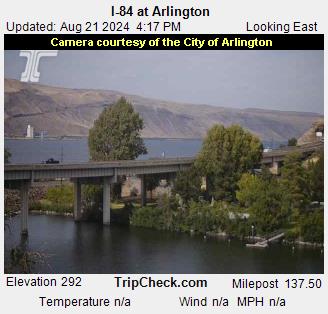 I-84 at Arlington
Updated: Aug 21 2024 4:17 PM Looking East
Camera courtesy of the City of Arlington
Elevation 292 TripCheck.com Milepost 137.50
Temperature n/a Wind n/a MPH n/a